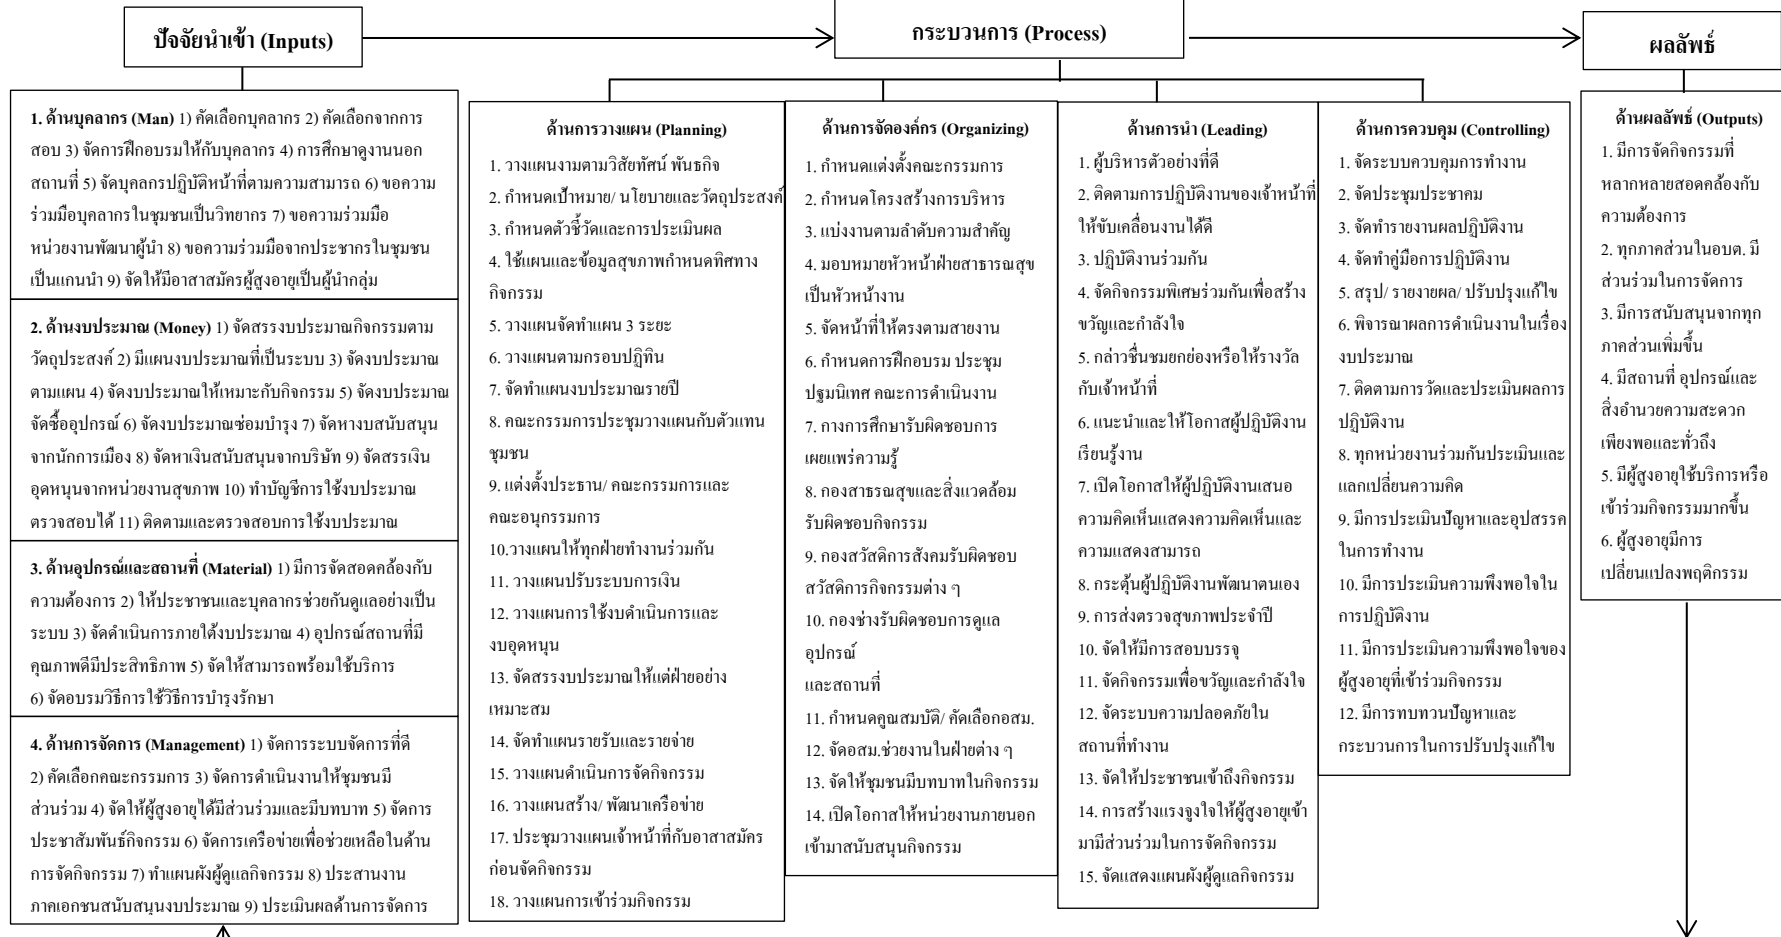 ปัจจัยนำเข้า (Inputs)
กระบวนการ (Process)
ผลลัพธ์
1. ด้านบุคลากร (Man) 1) คัดเลือกบุคลากร 2) คัดเลือกจากการ
สอบ 3) จัดการฝึกอบรมให้กับบุคลากร 4) การศึกษาดูงานนอก
สถานที่ 5) จัดบุคลกรปฏิบัติหน้าที่ตามความสามารถ 6) ขอความ
ร่วมมือบุคลากรในชุมชนเป็นวิทยากร 7) ขอความร่วมมือ
หน่วยงานพัฒนาผู้นำ 8) ขอความร่วมมือจากประชากรในชุมชน
เป็นแกนนำ 9) จัดให้มีอาสาสมัครผู้สูงอายุเป็นผู้นำกลุ่ม
2. ด้านงบประมาณ (Money) 1) จัดสรรงบประมาณกิจกรรมตาม
วัตถุประสงค์ 2) มีแผนงบประมาณที่เป็นระบบ 3) จัดงบประมาณ
ตามแผน 4) จัดงบประมาณให้เหมาะกับกิจกรรม 5) จัดงบประมาณ
จัดซื้ออุปกรณ์ 6) จัดงบประมาณซ่อมบำรุง 7) จัดหางบสนับสนุน
จากนักการเมือง 8) จัดหาเงินสนับสนุนจากบริษัท 9) จัดสรรเงิน
อุดหนุนจากหน่วยงานสุขภาพ 10) ทำบัญชีการใช้งบประมาณ
ตรวจสอบได้ 11) ติดตามและตรวจสอบการใช้งบประมาณ
3. ด้านอุปกรณ์และสถานที่ (Material) 1) มีการจัดสอดคล้องกับ
ความต้องการ 2) ให้ประชาชนและบุคลากรช่วยกันดูแลอย่างเป็น
ระบบ 3) จัดดำเนินการภายใต้งบประมาณ 4) อุปกรณ์สถานที่มี
คุณภาพดีมีประสิทธิภาพ 5) จัดให้สามารถพร้อมใช้บริการ
6) จัดอบรมวิธีการใช้วิธีการบำรุงรักษา
4. ด้านการจัดการ (Management) 1) จัดการระบบจัดการที่ดี
2) คัดเลือกคณะกรรมการ 3) จัดการดำเนินงานให้ชุมชนมี
ส่วนร่วม 4) จัดให้ผู้สูงอายุได้มีส่วนร่วมและมีบทบาท 5) จัดการ
ประชาสัมพันธ์กิจกรรม 6) จัดการเครือข่ายเพื่อช่วยเหลือในด้าน
การจัดกิจกรรม 7) ทำแผนผังผู้ดูแลกิจกรรม 8) ประสานงาน
ภาคเอกชนสนับสนุนงบประมาณ 9) ประเมินผลด้านการจัดการ
ด้านการวางแผน (Planning)
1. วางแผนงามตามวิสัยทัศน์ พันธกิจ
2. กำหนดเป้าหมาย/ นโยบายและวัตถุประสงค์
3. กำหนดตัวชี้วัดและการประเมินผล
4. ใช้แผนและข้อมูลสุขภาพกำหนดทิศทาง
กิจกรรม
5. วางแผนจัดทำแผน 3 ระยะ
6. วางแผนตามกรอบปฏิทิน
7. จัดทำแผนงบประมาณรายปี
8. คณะกรรมการประชุมวางแผนกับตัวแทน
ชุมชน
9. แต่งตั้งประธาน/ คณะกรรมการและ
คณะอนุกรรมการ
10.วางแผนให้ทุกฝ่ายทำงานร่วมกัน
11. วางแผนปรับระบบการเงิน
12. วางแผนการใช้งบดำเนินการและ
งบอุดหนุน
13. จัดสรรงบประมาณให้แต่ฝ่ายอย่าง
เหมาะสม
14. จัดทำแผนรายรับและรายจ่าย
15. วางแผนดำเนินการจัดกิจกรรม
16. วางแผนสร้าง/ พัฒนาเครือข่าย
17. ประชุมวางแผนเจ้าหน้าที่กับอาสาสมัคร
ก่อนจัดกิจกรรม
18. วางแผนการเข้าร่วมกิจกรรม
ด้านการจัดองค์กร (Organizing)
1. กำหนดแต่งตั้งคณะกรรมการ
2. กำหนดโครงสร้างการบริหาร
3. แบ่งงานตามลำดับความสำคัญ
4. มอบหมายหัวหน้าฝ่ายสาธารณสุข
เป็นหัวหน้างาน
5. จัดหน้าที่ให้ตรงตามสายงาน
6. กำหนดการฝึกอบรม ประชุม
ปฐมนิเทศ คณะการดำเนินงาน
7. กางการศึกษารับผิดชอบการ
เผยแพร่ความรู้
8. กองสาธรณสุขและสิ่งแวดล้อม
รับผิดชอบกิจกรรม
9. กองสวัสดิการสังคมรับผิดชอบ
สวัสดิการกิจกรรมต่าง ๆ
10. กองช่างรับผิดชอบการดูแล
อุปกรณ์
และสถานที่
11. กำหนดคูณสมบัติ/ คัดเลือกอสม.
12. จัดอสม.ช่วยงานในฝ่ายต่าง ๆ
13. จัดให้ชุมชนมีบทบาทในกิจกรรม
14. เปิดโอกาสให้หน่วยงานภายนอก
เข้ามาสนับสนุนกิจกรรม
ด้านการนำ (Leading)
1. ผู้บริหารตัวอย่างที่ดี
2. ติดตามการปฏิบัติงานของเจ้าหน้าที่
ให้ขับเคลื่อนงานได้ดี
3. ปฏิบัติงานร่วมกัน
4. จัดกิจกรรมพิเศษร่วมกันเพื่อสร้าง
ขวัญและกำลังใจ
5. กล่าวชื่นชมยกย่องหรือให้รางวัล
กับเจ้าหน้าที่
6. แนะนำและให้โอกาสผู้ปฏิบัติงาน
เรียนรู้งาน
7. เปิดโอกาสให้ผู้ปฏิบัติงานเสนอ
ความคิดเห็นแสดงความคิดเห็นและ
ความแสดงสามารถ
8. กระตุ้นผู้ปฏิบัติงานพัฒนาตนเอง
9. การส่งตรวจสุขภาพประจำปี
10. จัดให้มีการสอบบรรจุ
11. จัดกิจกรรมเพื่อขวัญและกำลังใจ
12. จัดระบบความปลอดภัยใน
สถานที่ทำงาน
13. จัดให้ประชาชนเข้าถึงกิจกรรม
14. การสร้างแรงจูงใจให้ผู้สูงอายุเข้า
มามีส่วนร่วมในการจัดกิจกรรม
15. จัดแสดงแผนผังผู้ดูแลกิจกรรม
ด้านการควบคุม (Controlling)
1. จัดระบบควบคุมการทำงาน
2. จัดประชุมประชาคม
3. จัดทำรายงานผลปฏิบัติงาน
4. จัดทำคู่มือการปฏิบัติงาน
5. สรุป/ รายงายผล/ ปรับปรุงแก้ไข
6. พิจารณาผลการดำเนินงานในเรื่อง
งบประมาณ
7. ติดตามการวัดและประเมินผลการ
ปฏิบัติงาน
8. ทุกหน่วยงานร่วมกันประเมินและ
แลกเปลี่ยนความคิด
9. มีการประเมินปัญหาและอุปสรรค
ในการทำงาน
10. มีการประเมินความพึงพอใจใน
การปฏิบัติงาน
11. มีการประเมินความพึงพอใจของ
ผู้สูงอายุที่เข้าร่วมกิจกรรม
12. มีการทบทวนปัญหาและ
กระบวนการในการปรับปรุงแก้ไข
ด้านผลลัพธ์ (Outputs)
1. มีการจัดกิจกรรมที่
หลากหลายสอดคล้องกับ
ความต้องการ
2. ทุกภาคส่วนในอบต. มี
ส่วนร่วมในการจัดการ
3. มีการสนับสนุนจากทุก
ภาคส่วนเพิ่มขึ้น
4. มีสถานที่ อุปกรณ์และ
สิ่งอำนวยความสะดวก
เพียงพอและทั่วถึง
5. มีผู้สูงอายุใช้บริการหรือ
เข้าร่วมกิจกรรมมากขึ้น
6. ผู้สูงอายุมีการ
เปลี่ยนแปลงพฤติกรรม